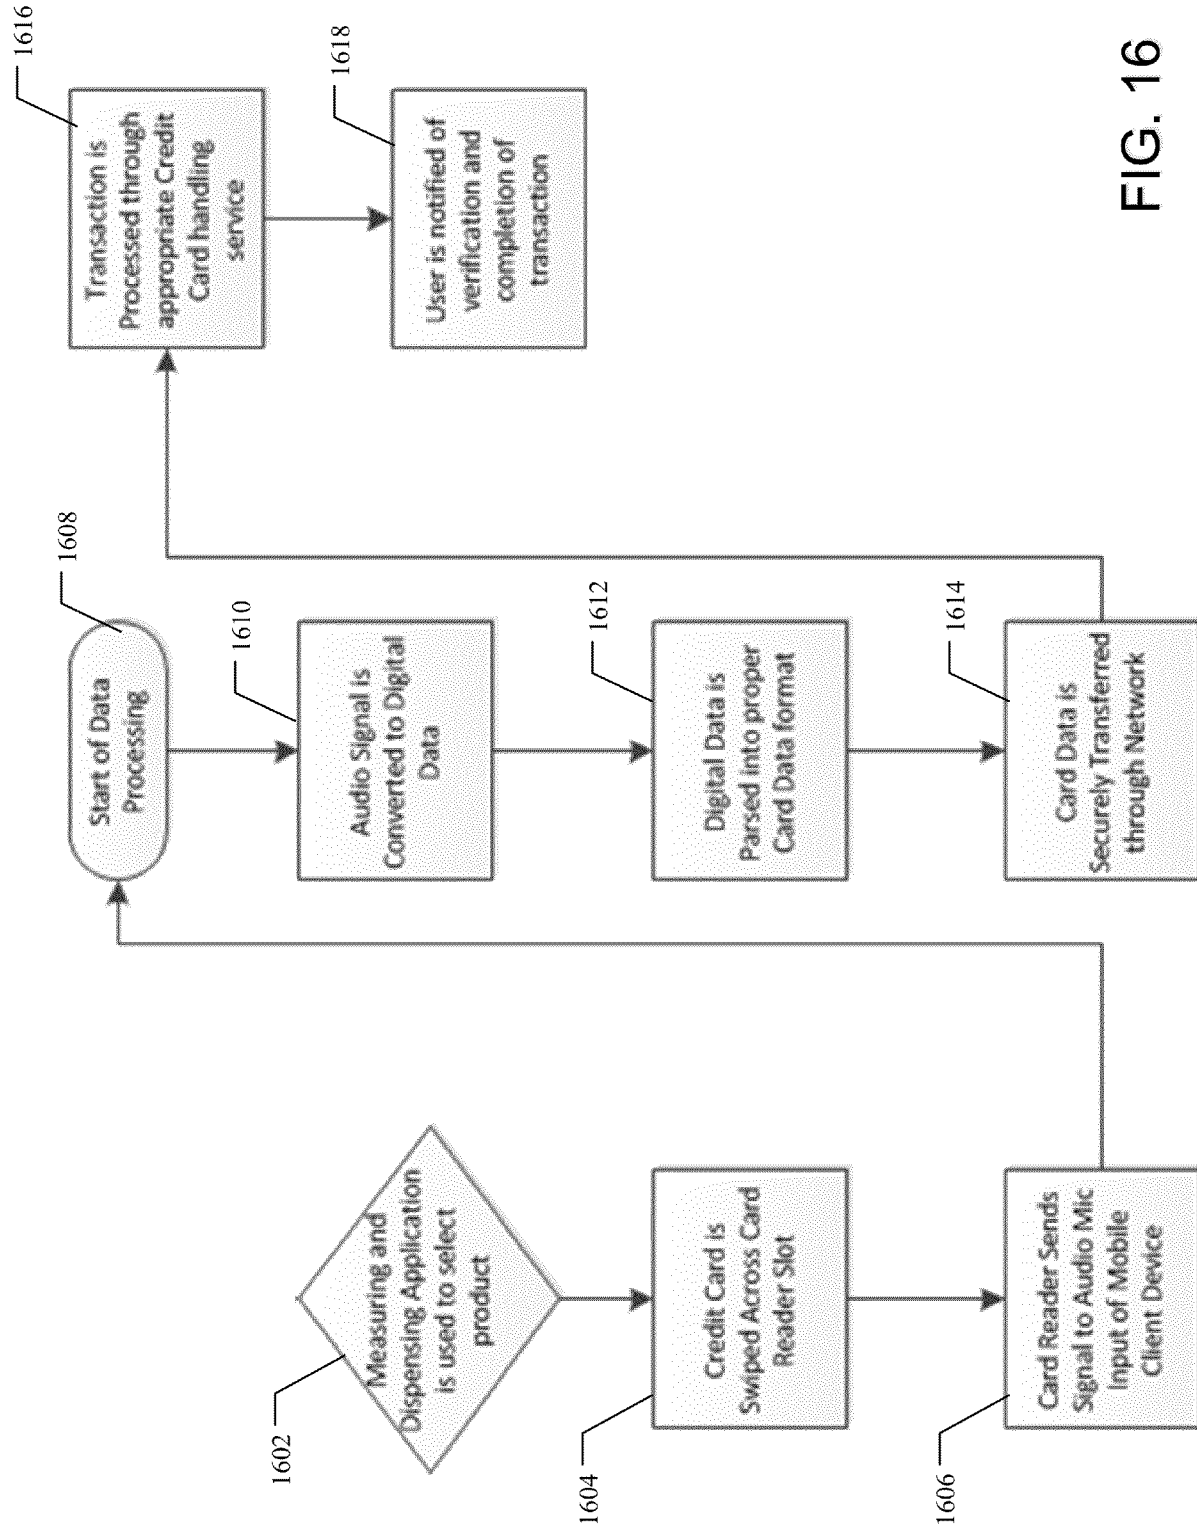 1602
Measuring and
Dispensing Application
is used to select
product
1604
Credit Card is
Swiped Across Card
Reader Slot
1606
Card Reader Sends
Signal to Audio Mic
Input of Mobile
Client Device
1608
Start of Data
Processing
1610
Audio Signal is
Converted to Digital
Data
1612
Digital Data is
Parsed into proper
Card Data format
1614
Card Data is
Securely Transferred
through Network
1616
Transaction is
Processed through
appropriate Credit
Card handling
service
1618
User is notified of
verification and
completion of
transaction
FIG. 16